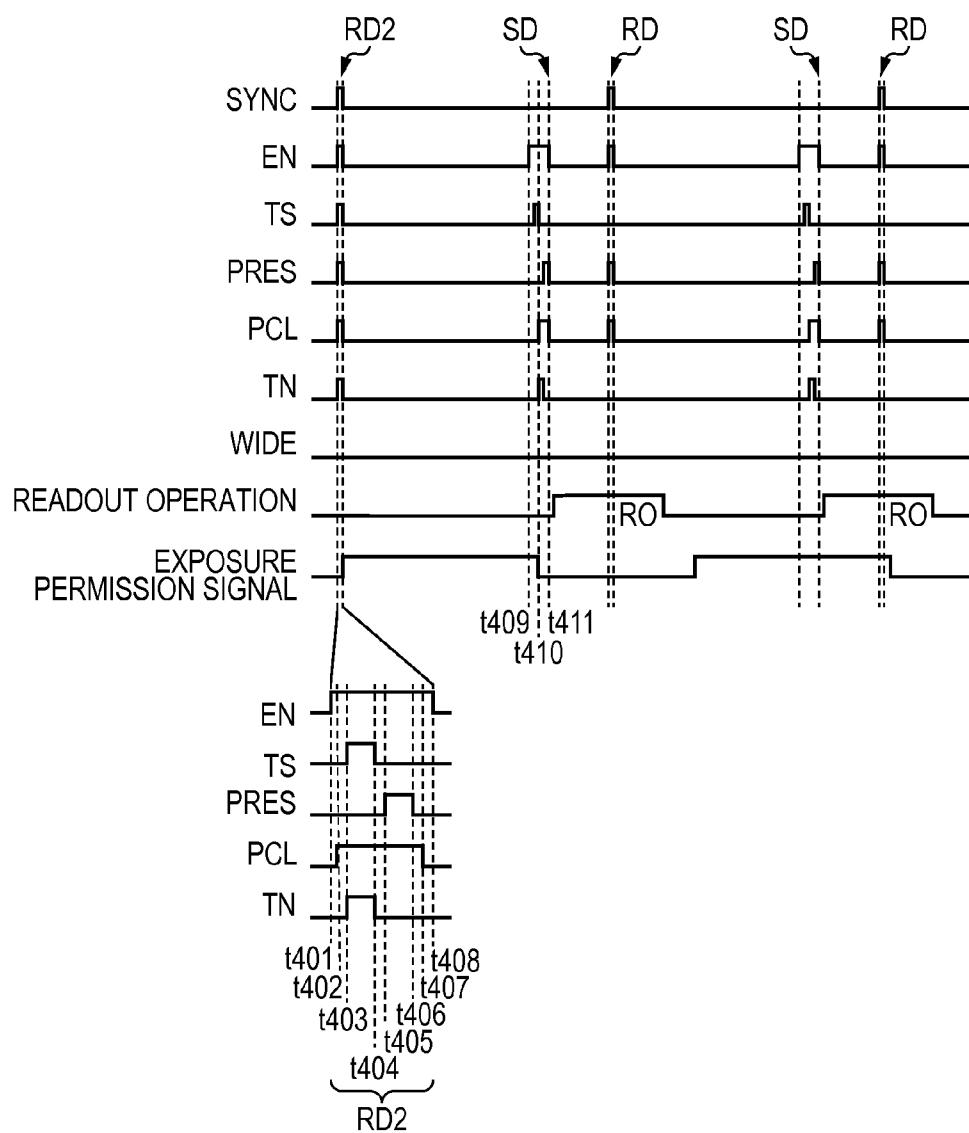 RD2 SD RD SD RD
SYNC
EN
TS
PRES
PCL
TN
WIDE
READOUT OPERATION
RO RO
EXPOSURE
PERMISSION SIGNAL
t409 t411
t410
EN
TS
PRES
PCL
TN
t401 t408
t402 t407
t403 t406
t405
t404
RD2